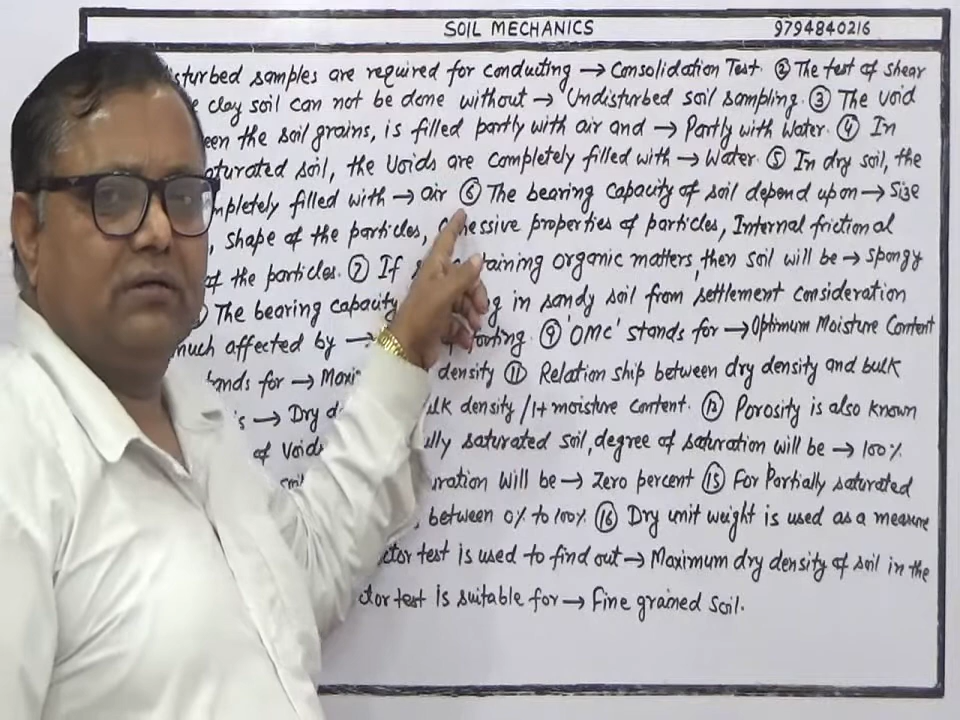 SOIL MECHANICS 9794840216
sturbed samples are required for conducting → Consolidation Test. ② The test of shear
clay soil can not be done without → Undisturbed soil sampling. ③ The void
een the soil grains, is filled partly with air and → Partly with water. ④ In
aturated soil, the voids are completely filled with → Water. ⑤ In dry soil, the
mpletely filled with → air ⑥ The bearing capacity of soil depend upon → Size
, Shape of the particles, hessive properties of particles, Internal frictional
of the particles. ⑦ If taining organic matters, then soil will be → spongy
The bearing capacity g in sandy soil from settlement consideration
much affected by → footing. ⑨ 'OMC' stands for → Optimum Moisture Content
ands for → Maxi density ⑪ Relation ship between dry density and bulk
s → Dry d ulk density / 1+ moisture content. ⑫ Porosity is also known
of voids lly saturated soil, degree of saturation will be → 100%
uration will be → Zero percent ⑮ For Partially saturated
between 0% to 100% ⑯ Dry unit weight is used as a measure
ctor test is used to find out → Maximum dry density of soil in the
ctor test is suitable for → Fine grained soil.